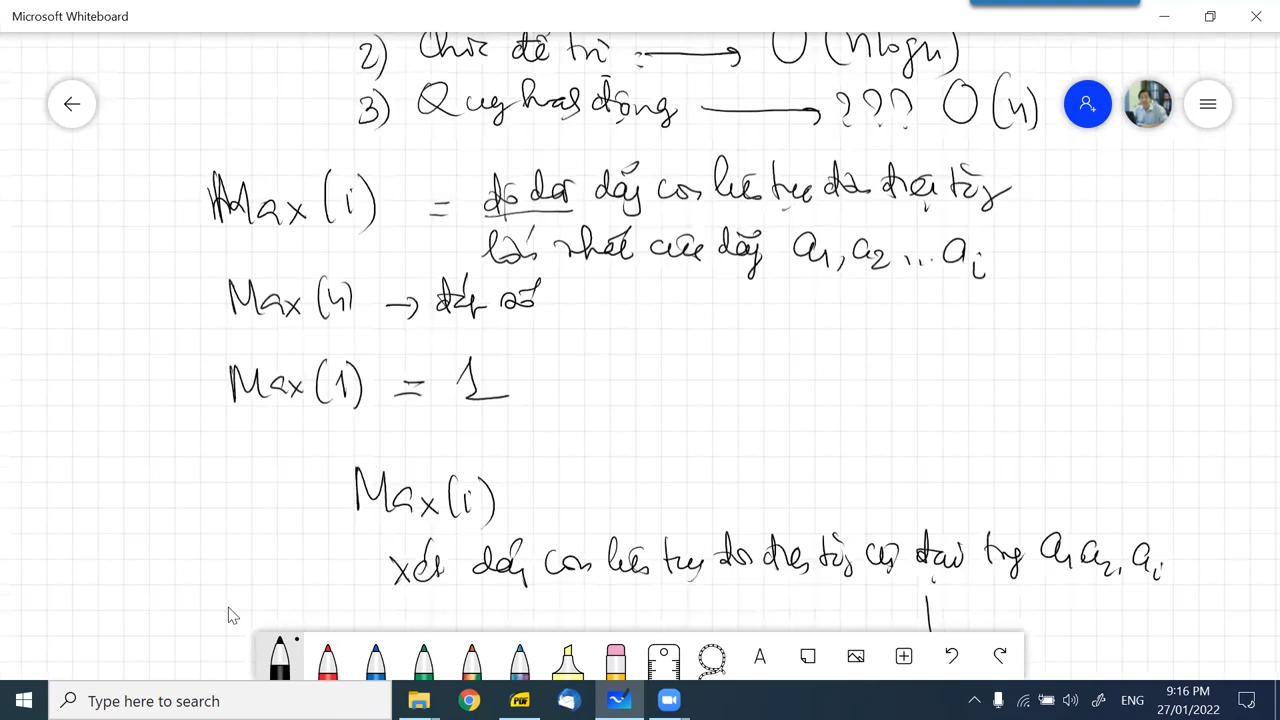 Microsoft Whiteboard
2) Chia để trị : ⟶ O(nlogn)
3) Quy hoạch động ⟶ ??? O(n)
Max(i) = độ dài dãy con liên tục đơn điệu tăng
lớn nhất của dãy a1, a2 ... ai
Max(n) → đáp số
Max(1) = 1
Max(i)
xét dãy con liên tục đơn điệu tăng cực đại trong a1 a2, ai
Type here to search
PDF
ENG
9:16 PM
27/01/2022